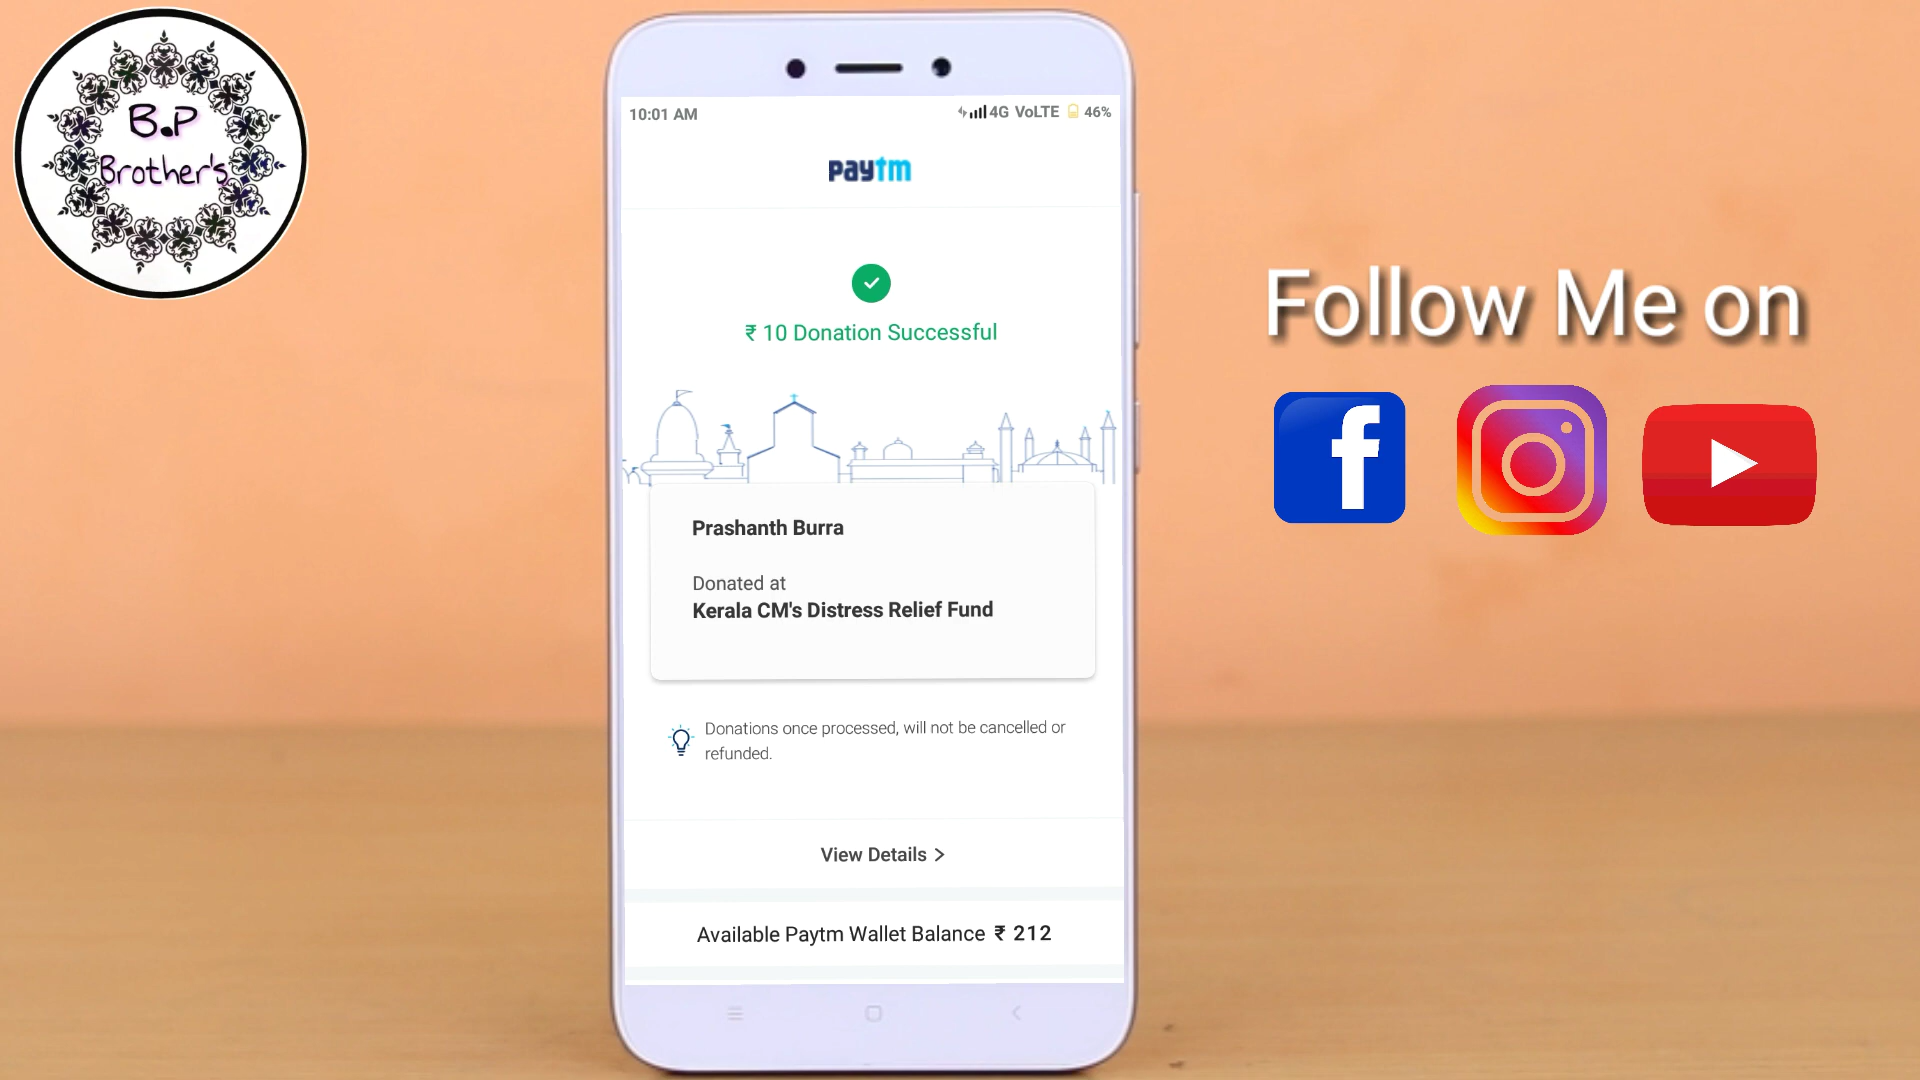 B.P
Brother's
10:01 AM
4G VoLTE 46%
paytm
₹ 10 Donation Successful
Prashanth Burra
Donated at
Kerala CM's Distress Relief Fund
Donations once processed, will not be cancelled or
refunded.
View Details >
Available Paytm Wallet Balance ₹ 212
Follow Me on
f